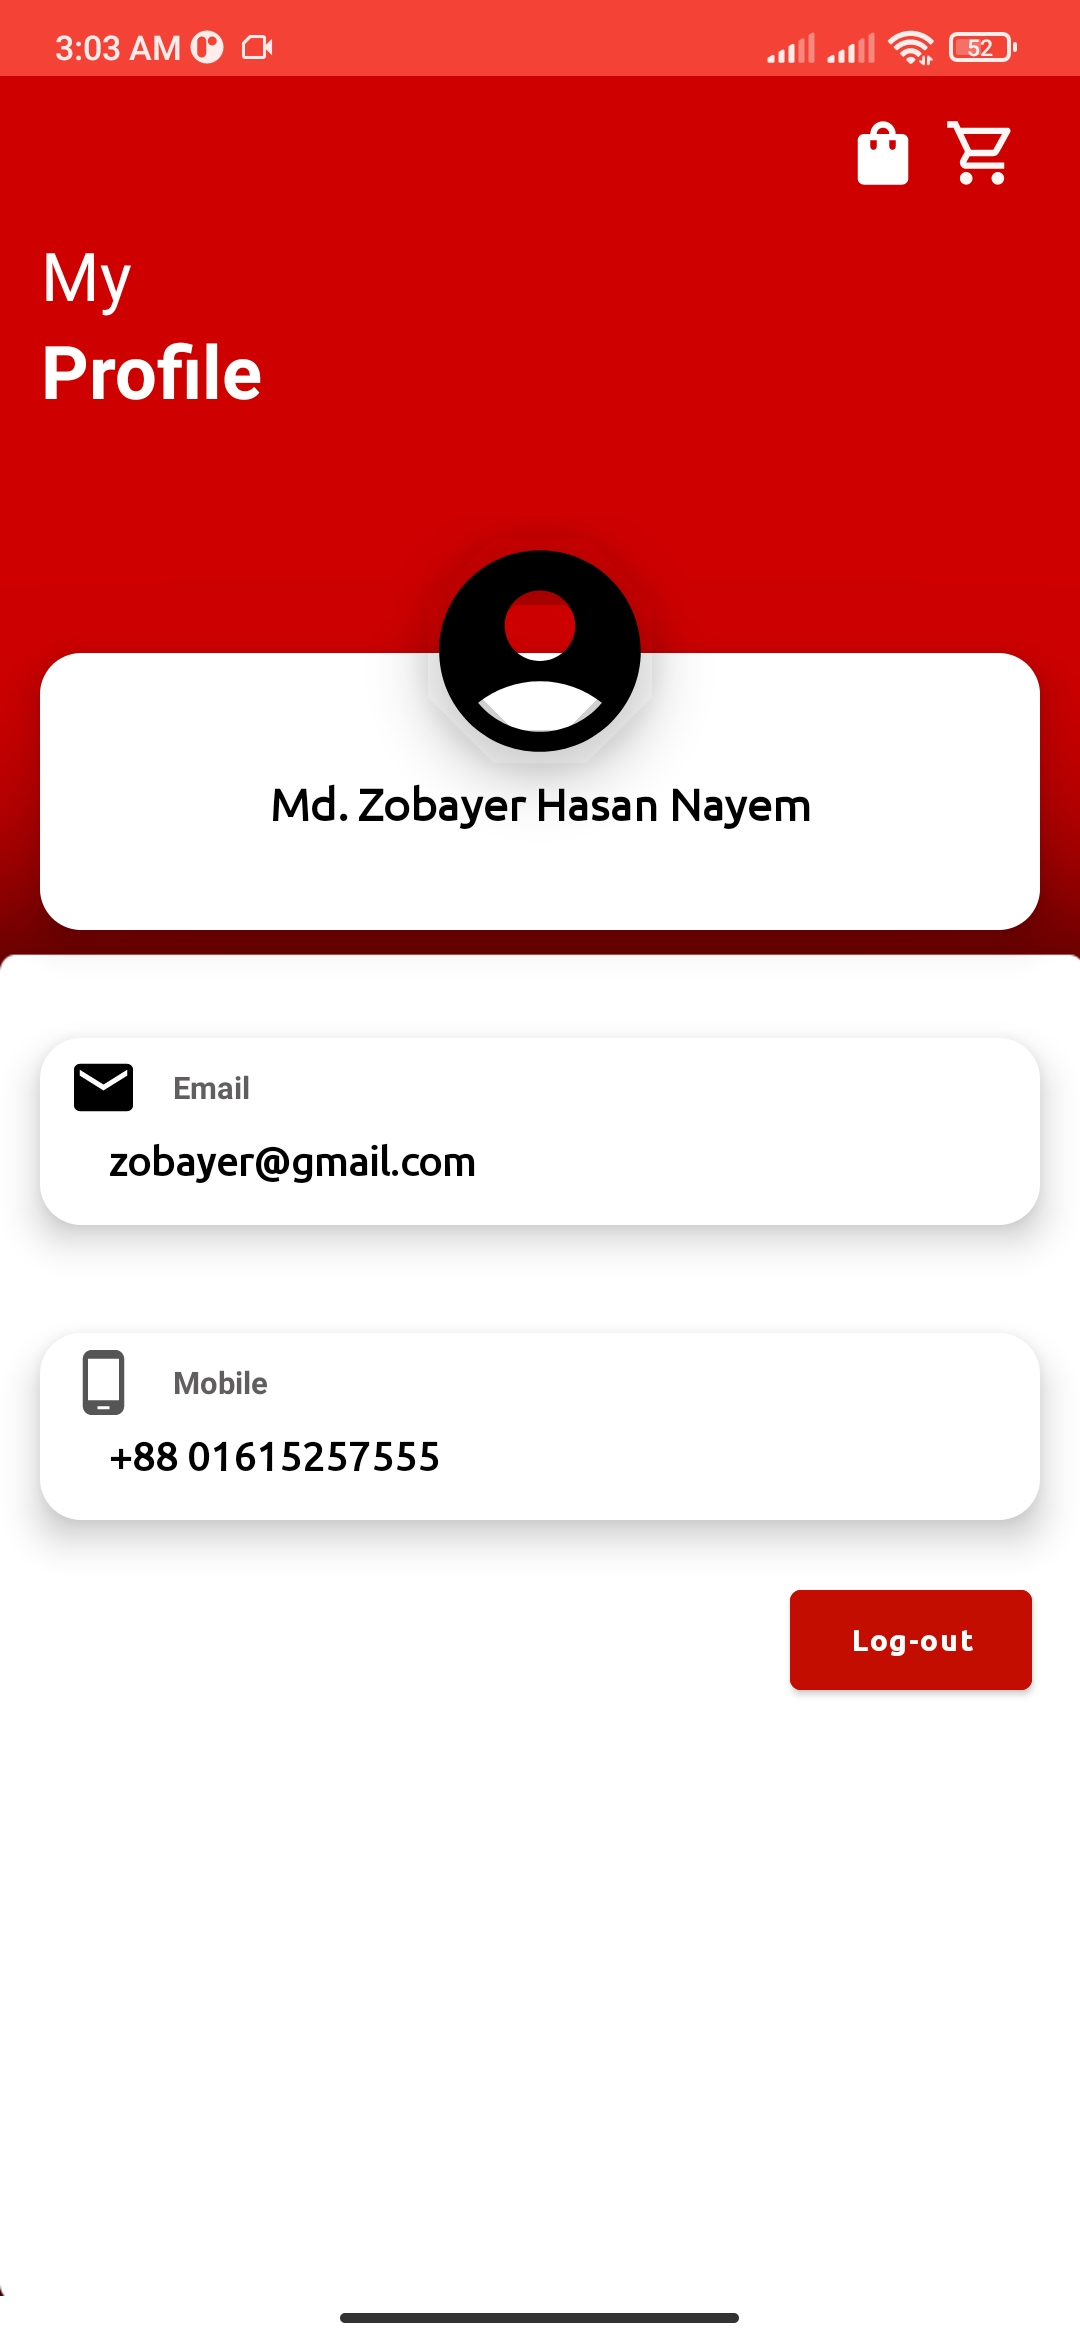 3:03 AM
52
My
Profile
Md. Zobayer Hasan Nayem
Email
zobayer@gmail.com
Mobile
+88 01615257555
Log-out